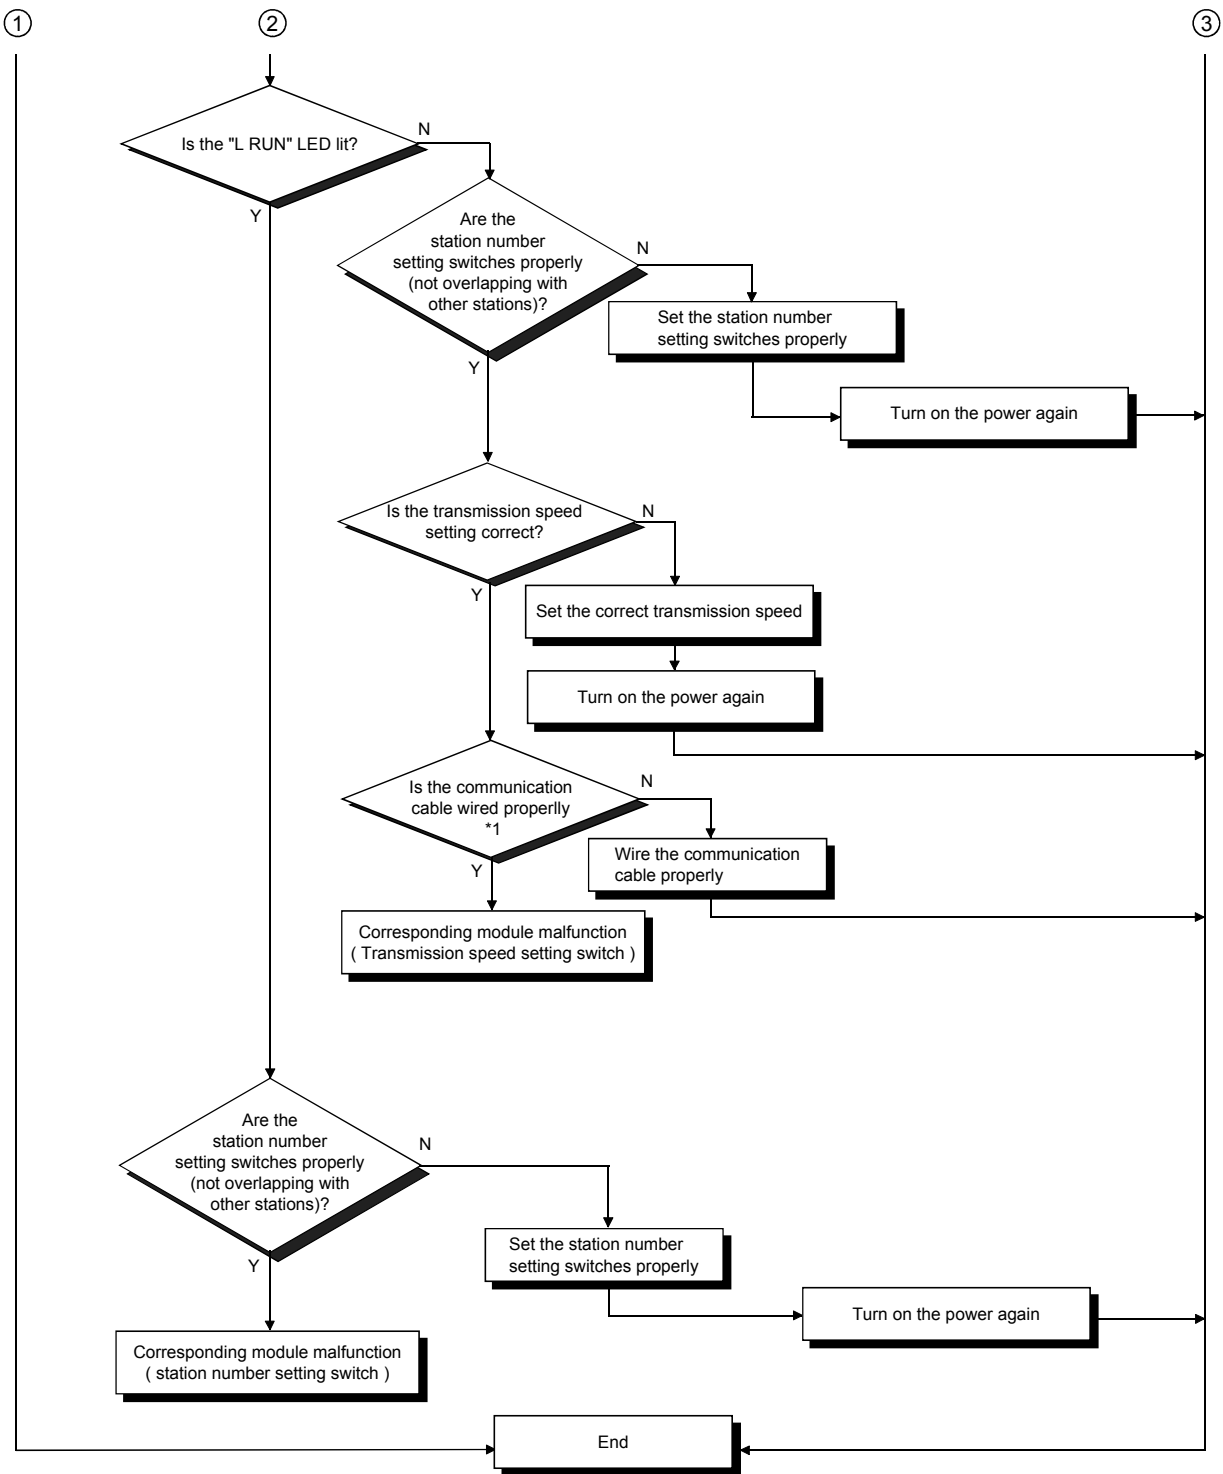 ① ② ③
Is the "L RUN" LED lit?
N
Y
Are the
station number
setting switches properly
(not overlapping with
other stations)?
N
Y
Set the station number
setting switches properly
Turn on the power again
Is the transmission speed
setting correct?
N
Y
Set the correct transmission speed
Turn on the power again
Is the communication
cable wired properlly
*1
N
Y
Wire the communication
cable properly
Corresponding module malfunction
( Transmission speed setting switch )
Are the
station number
setting switches properly
(not overlapping with
other stations)?
N
Y
Set the station number
setting switches properly
Turn on the power again
Corresponding module malfunction
( station number setting switch )
End